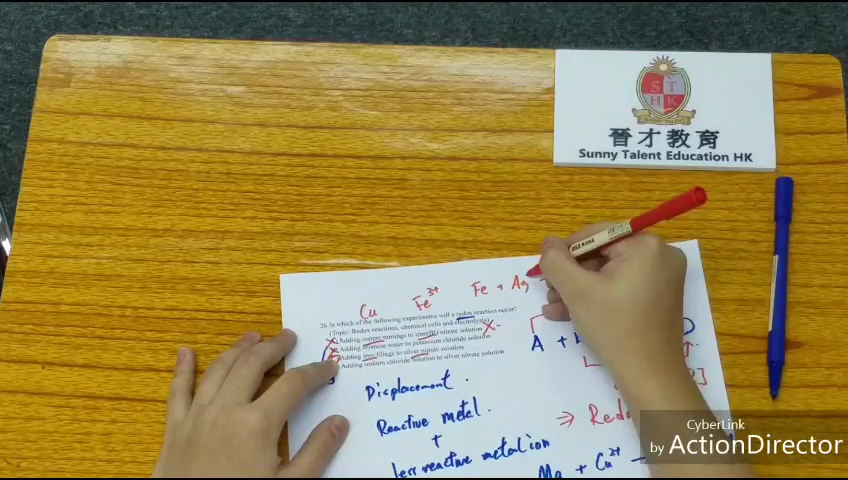 S T
H K
SUNNY TALENT
晉才教育
Sunny Talent Education HK
Cu Fe³⁺ Fe + Ag
26 In which of the following experiments will a redox reaction occur?
(Topic: Redox reactions, chemical cells and electrolysis)
Adding copper turnings to iron(II) nitrate solution X
Adding bromine water to potassium chloride solution
Adding iron filings to silver nitrate solution
Adding sodium chloride solution to silver nitrate solution
A +
Displacement.
Reactive metal.
⇒ Redo
+
less reactive metal ion
Mg + Cu²⁺
CyberLink
by ActionDirector